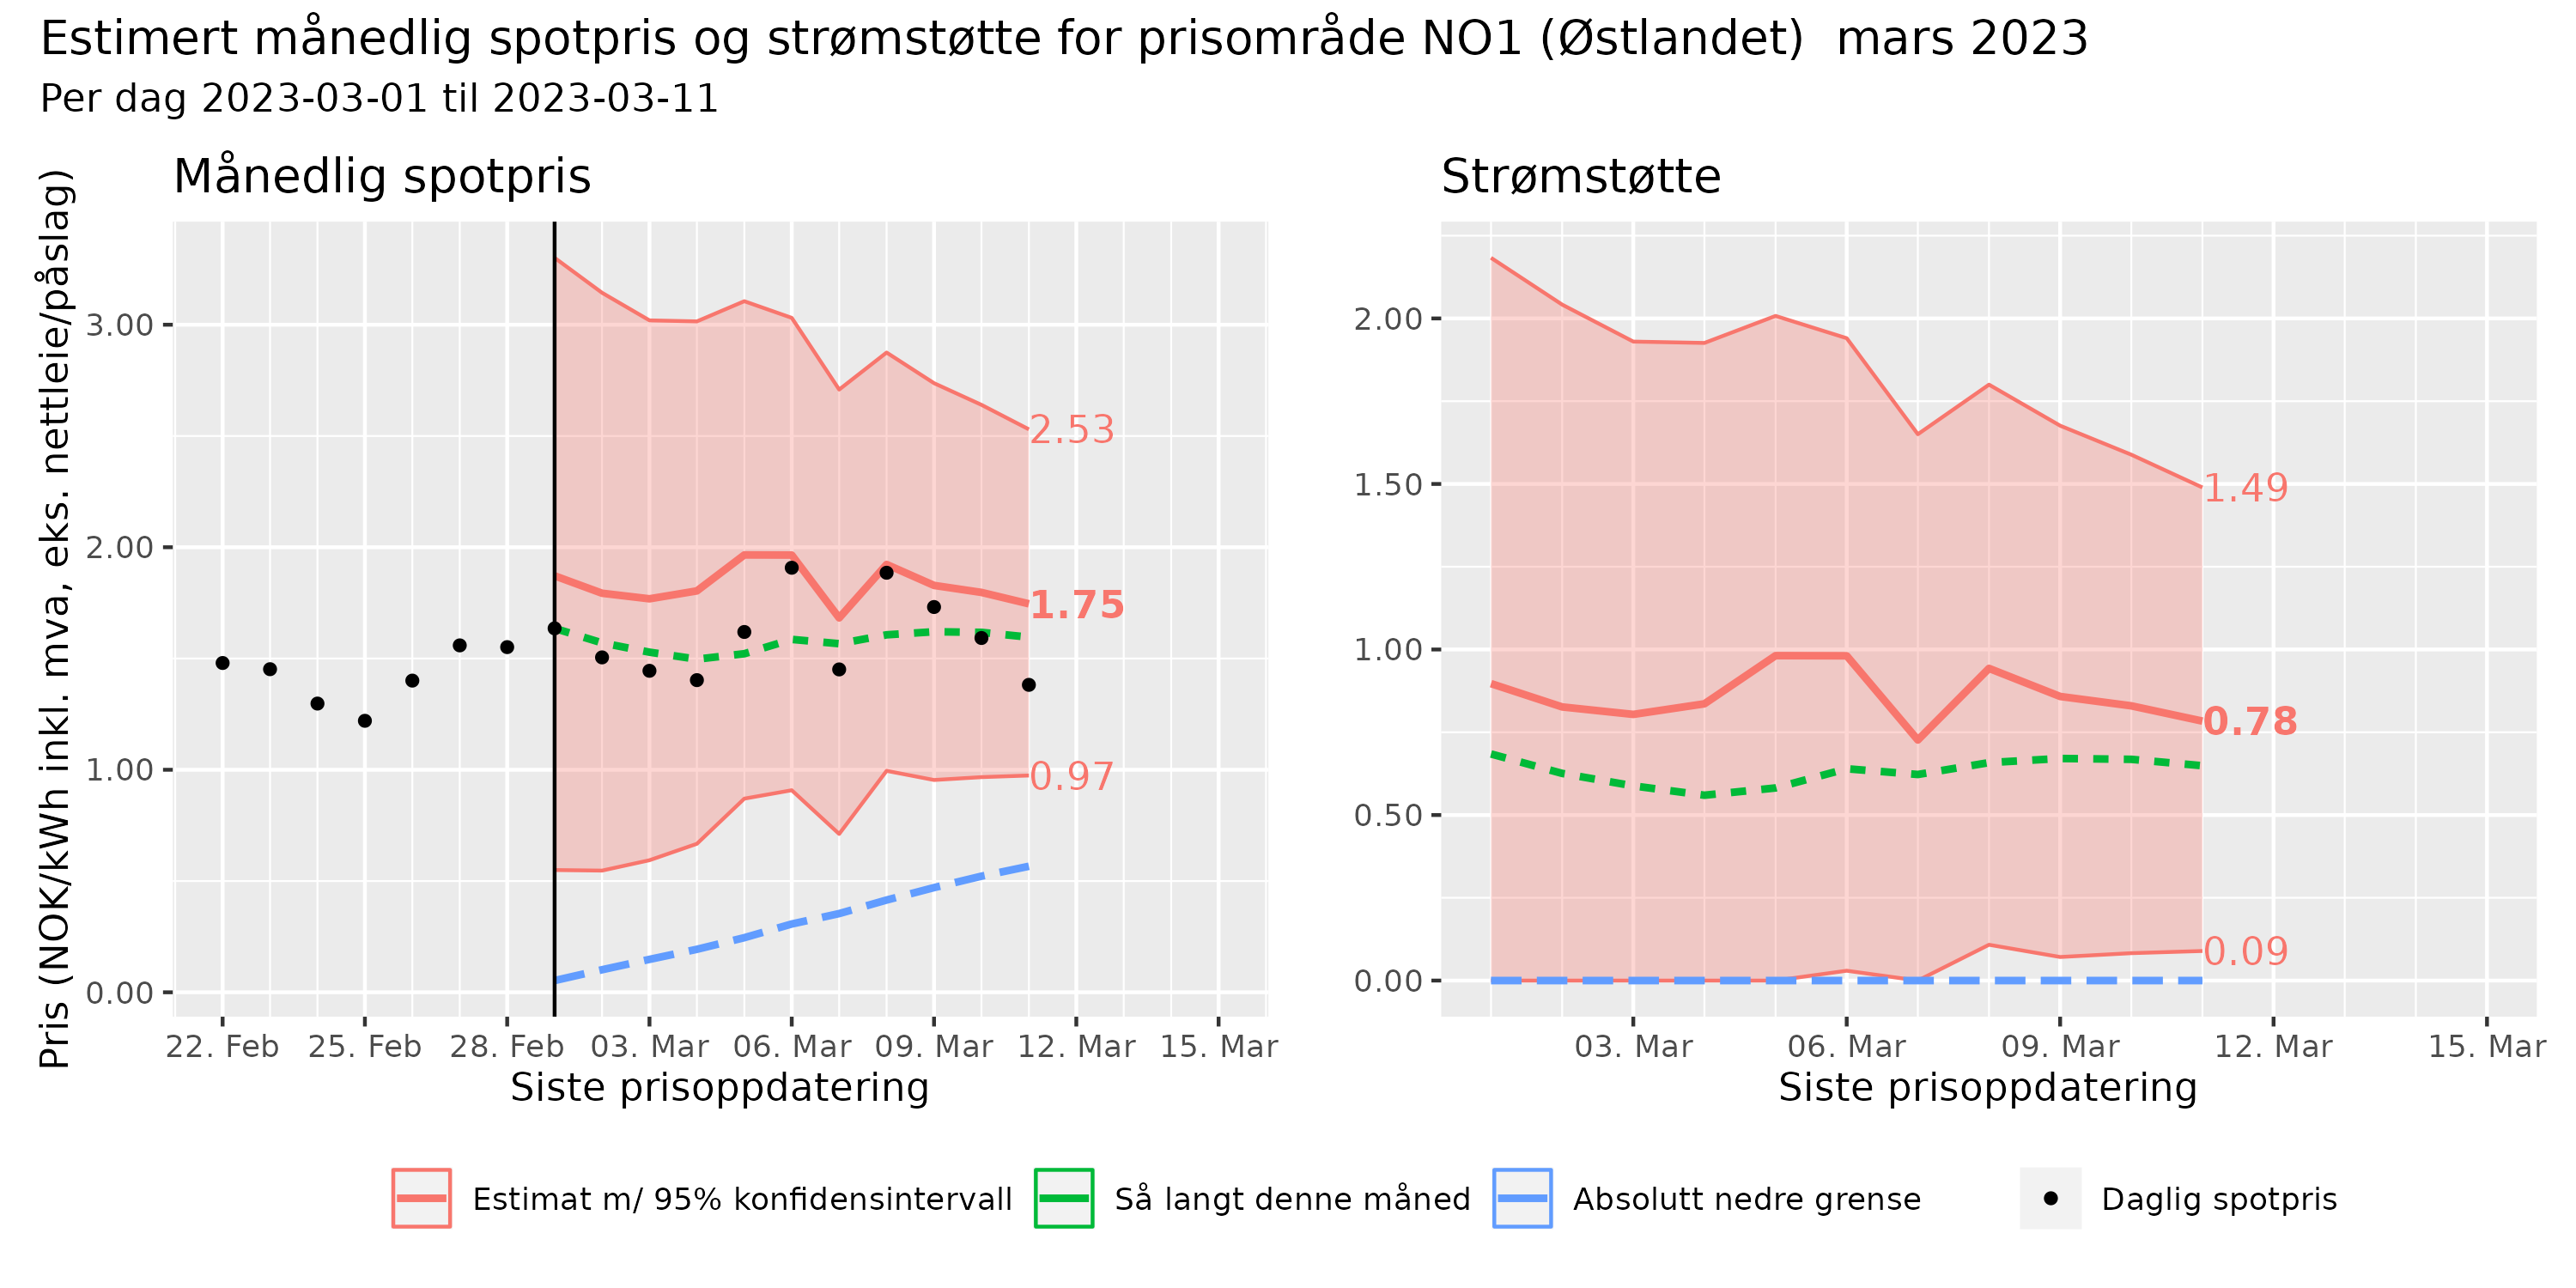 Estimert månedlig spotpris og strømstøtte for prisområde NO1 (Østlandet)  mars 2023
Per dag 2023-03-01 til 2023-03-11
Månedlig spotpris
Pris (NOK/kWh inkl. mva, eks. nettleie/påslag)
3.00
2.00
1.00
0.00
2.53
1.75
0.97
22. Feb 25. Feb 28. Feb 03. Mar 06. Mar 09. Mar 12. Mar 15. Mar
Siste prisoppdatering
Strømstøtte
2.00
1.50
1.00
0.50
0.00
1.49
0.78
0.09
03. Mar 06. Mar 09. Mar 12. Mar 15. Mar
Siste prisoppdatering
Estimat m/ 95% konfidensintervall Så langt denne måned Absolutt nedre grense Daglig spotpris